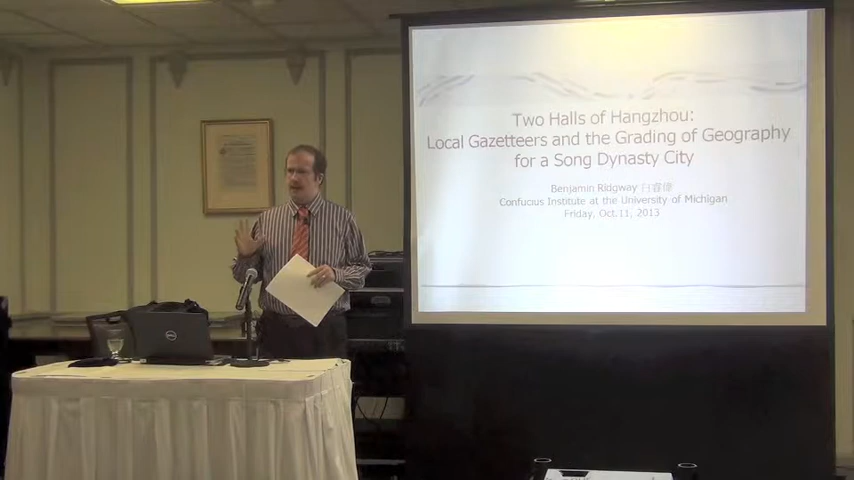 Two Halls of Hangzhou:
Local Gazetteers and the Grading of Geography
for a Song Dynasty City
Benjamin Ridgway 白睿偉
Confucius Institute at the University of Michigan
Friday, Oct.11, 2013
DELL